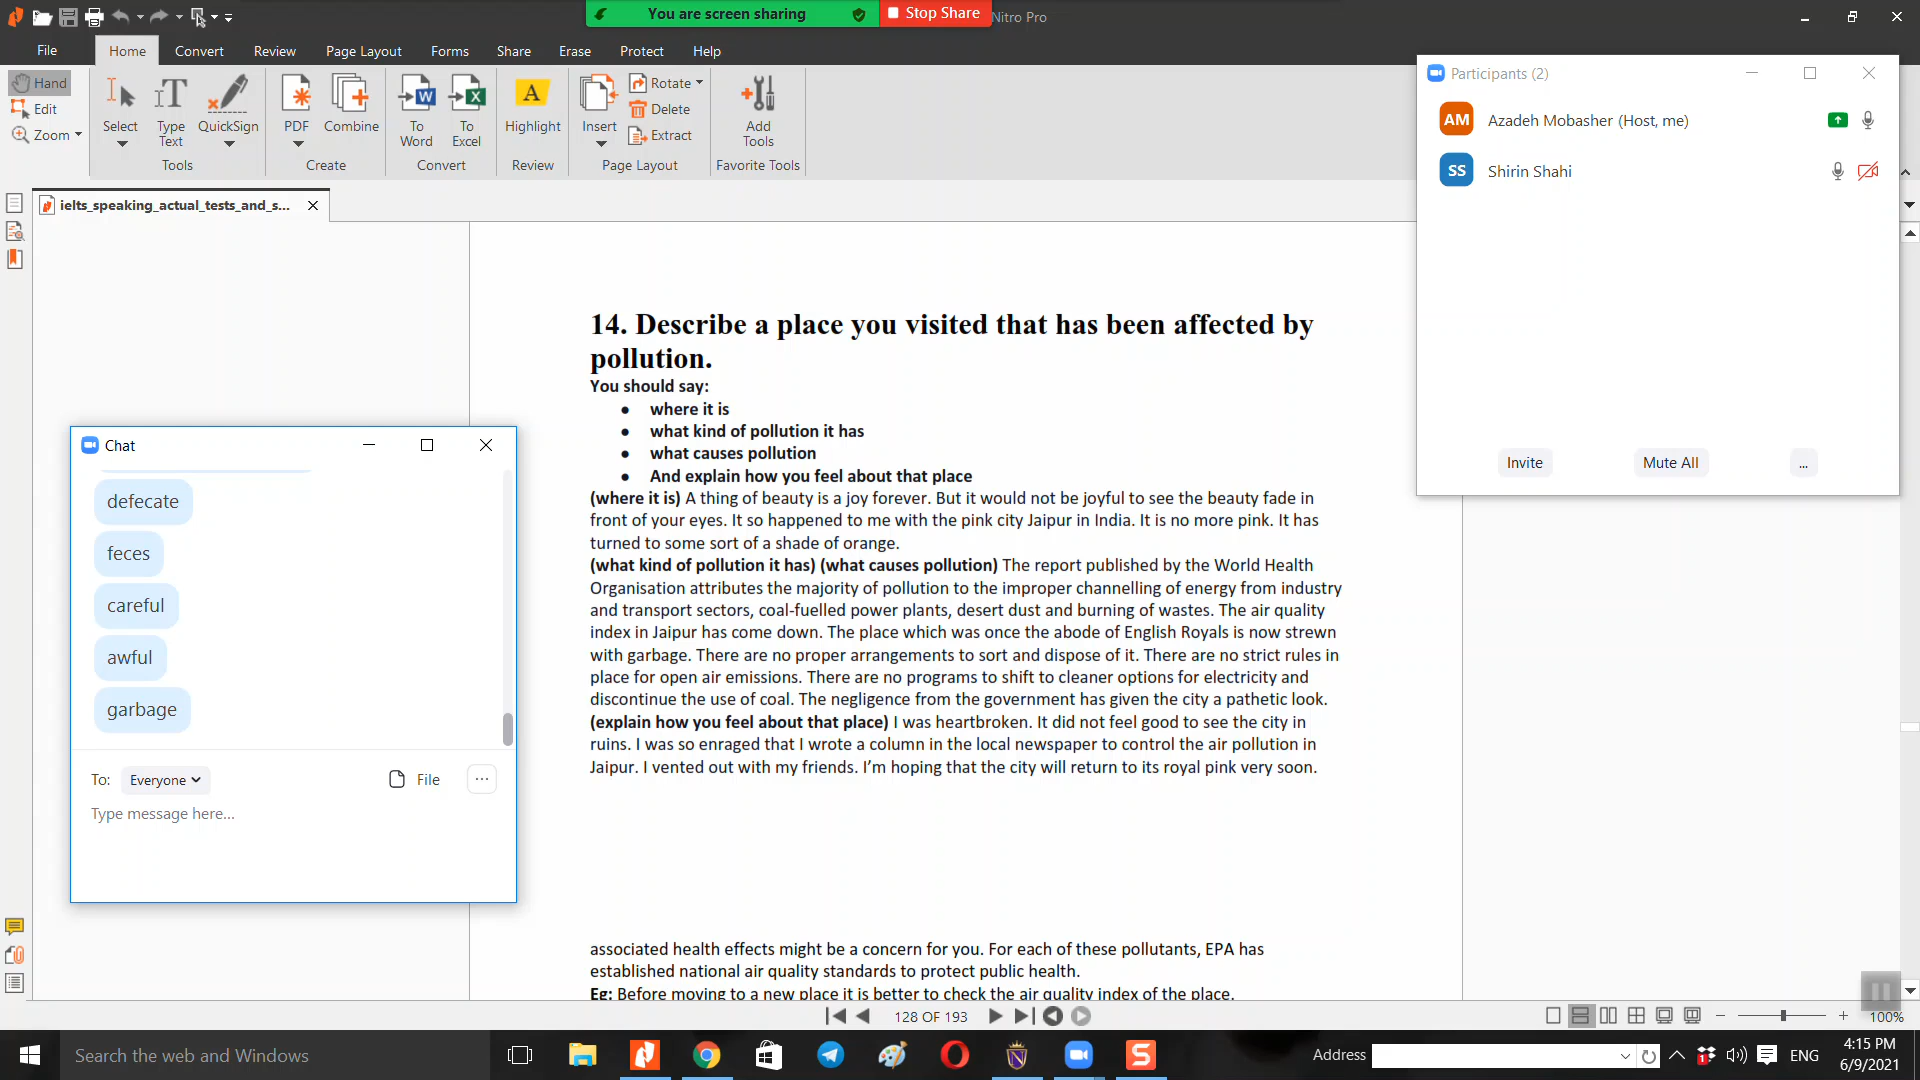 You are screen sharing
Stop Share
Nitro Pro
File
Home
Convert
Review
Page Layout
Forms
Share
Erase
Protect
Help
Hand
Edit
Zoom
Select
Type
Text
QuickSign
Tools
PDF
Combine
Create
To
Word
To
Excel
Convert
Highlight
Review
Insert
Rotate
Delete
Extract
Page Layout
Add
Tools
Favorite Tools
ielts_speaking_actual_tests_and_s...
Participants (2)
AM
Azadeh Mobasher (Host, me)
SS
Shirin Shahi
Invite
Mute All
...
14. Describe a place you visited that has been affected by
pollution.
You should say:
● where it is
● what kind of pollution it has
● what causes pollution
● And explain how you feel about that place
(where it is) A thing of beauty is a joy forever. But it would not be joyful to see the beauty fade in
front of your eyes. It so happened to me with the pink city Jaipur in India. It is no more pink. It has
turned to some sort of a shade of orange.
(what kind of pollution it has) (what causes pollution) The report published by the World Health
Organisation attributes the majority of pollution to the improper channelling of energy from industry
and transport sectors, coal-fuelled power plants, desert dust and burning of wastes. The air quality
index in Jaipur has come down. The place which was once the abode of English Royals is now strewn
with garbage. There are no proper arrangements to sort and dispose of it. There are no strict rules in
place for open air emissions. There are no programs to shift to cleaner options for electricity and
discontinue the use of coal. The negligence from the government has given the city a pathetic look.
(explain how you feel about that place) I was heartbroken. It did not feel good to see the city in
ruins. I was so enraged that I wrote a column in the local newspaper to control the air pollution in
Jaipur. I vented out with my friends. I'm hoping that the city will return to its royal pink very soon.
associated health effects might be a concern for you. For each of these pollutants, EPA has
established national air quality standards to protect public health.
Eg: Before moving to a new place it is better to check the air quality index of the place.
Chat
defecate
feces
careful
awful
garbage
To:
Everyone
File
...
Type message here...
128 OF 193
100%
Search the web and Windows
Address
ENG
4:15 PM
6/9/2021